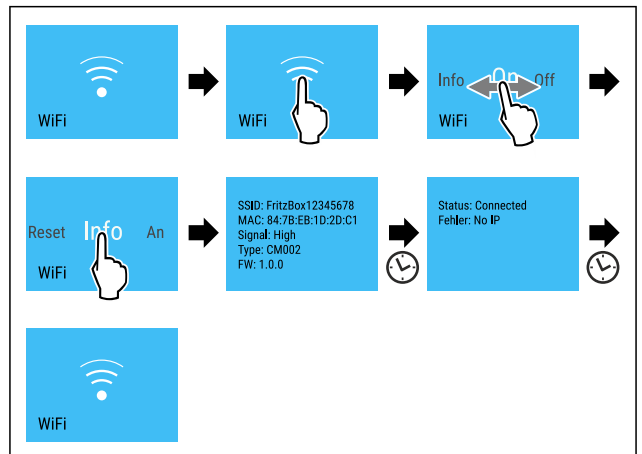 WiFi
WiFi
Info On Off
WiFi
Reset Info An
WiFi
SSID: FritzBox12345678
MAC: 84:7B:EB:1D:2D:C1
Signal: High
Type: CM002
FW: 1.0.0
Status: Connected
Fehler: No IP
WiFi